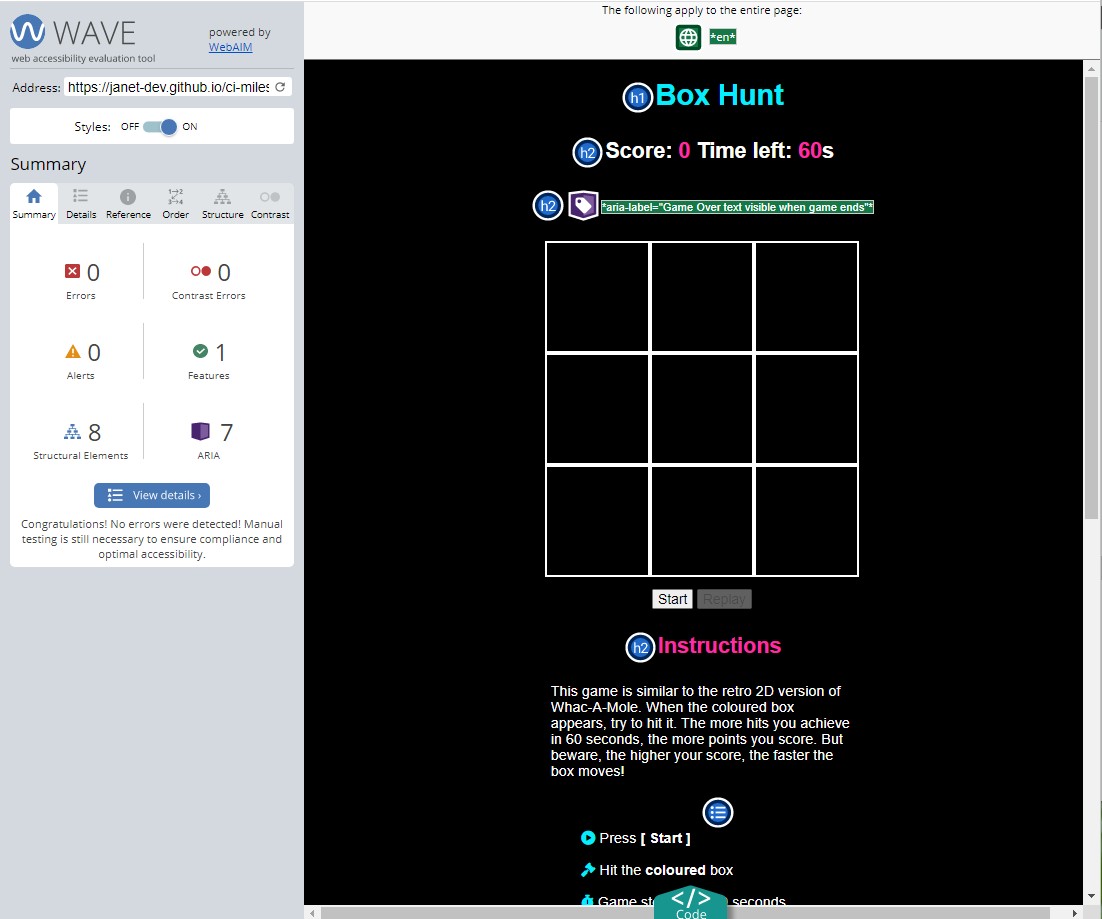 WAVE
powered by
WebAIM
web accessibility evaluation tool
Address: https://janet-dev.github.io/ci-miles
Styles: OFF ON
Summary
Summary Details Reference Order Structure Contrast
0 Errors
0 Contrast Errors
0 Alerts
1 Features
8 Structural Elements
7 ARIA
View details ›
Congratulations! No errors were detected! Manual
testing is still necessary to ensure compliance and
optimal accessibility.
The following apply to the entire page:
*en*
h1 Box Hunt
h2 Score: 0 Time left: 60s
h2 *aria-label="Game Over text visible when game ends"*
Start Replay
h2 Instructions
This game is similar to the retro 2D version of
Whac-A-Mole. When the coloured box
appears, try to hit it. The more hits you achieve
in 60 seconds, the more points you score. But
beware, the higher your score, the faster the
box moves!
Press [ Start ]
Hit the coloured box
Game st seconds
</> Code